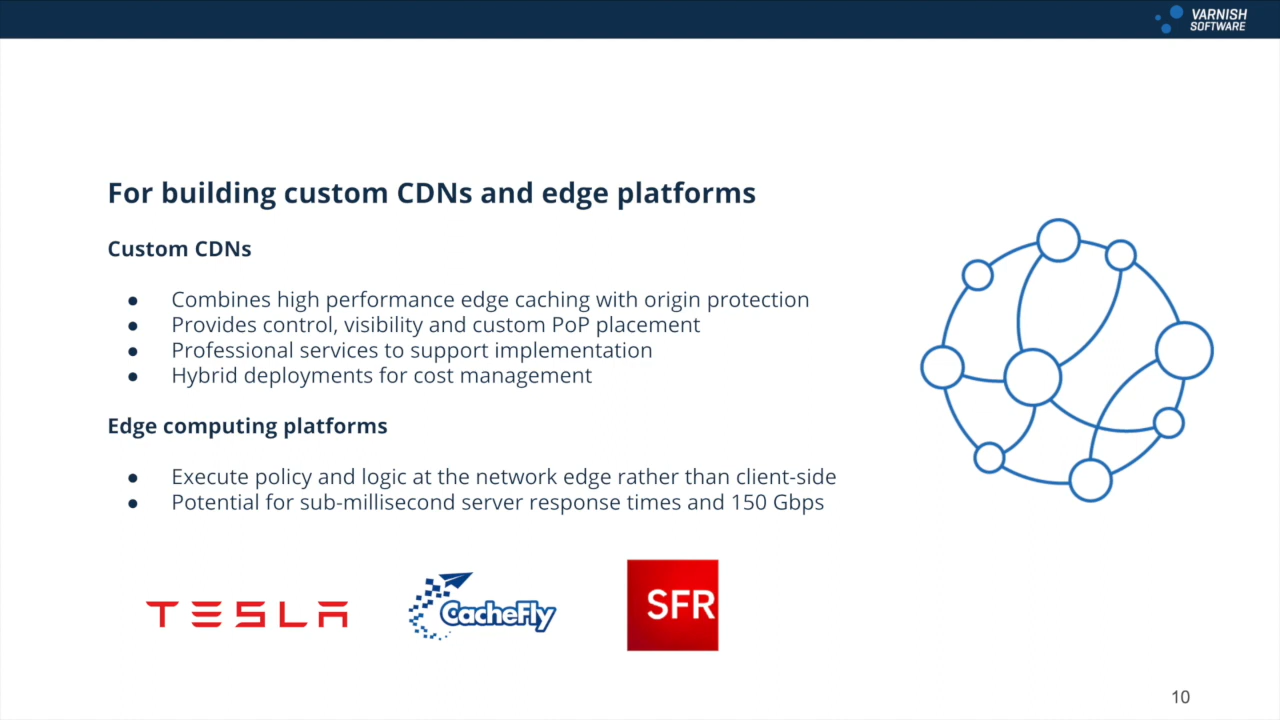 VARNISH
SOFTWARE
For building custom CDNs and edge platforms
Custom CDNs
● Combines high performance edge caching with origin protection
● Provides control, visibility and custom PoP placement
● Professional services to support implementation
● Hybrid deployments for cost management
Edge computing platforms
● Execute policy and logic at the network edge rather than client-side
● Potential for sub-millisecond server response times and 150 Gbps
TESLA
CacheFly
SFR
10